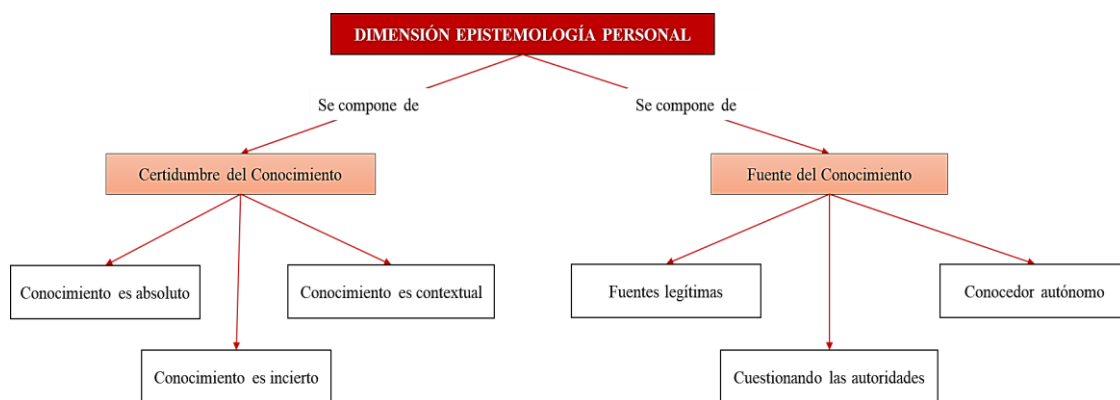 DIMENSIÓN EPISTEMOLOGÍA PERSONAL
Se compone de
Se compone de
Certidumbre del Conocimiento
Fuente del Conocimiento
Conocimiento es absoluto
Conocimiento es contextual
Fuentes legítimas
Conocedor autónomo
Conocimiento es incierto
Cuestionando las autoridades